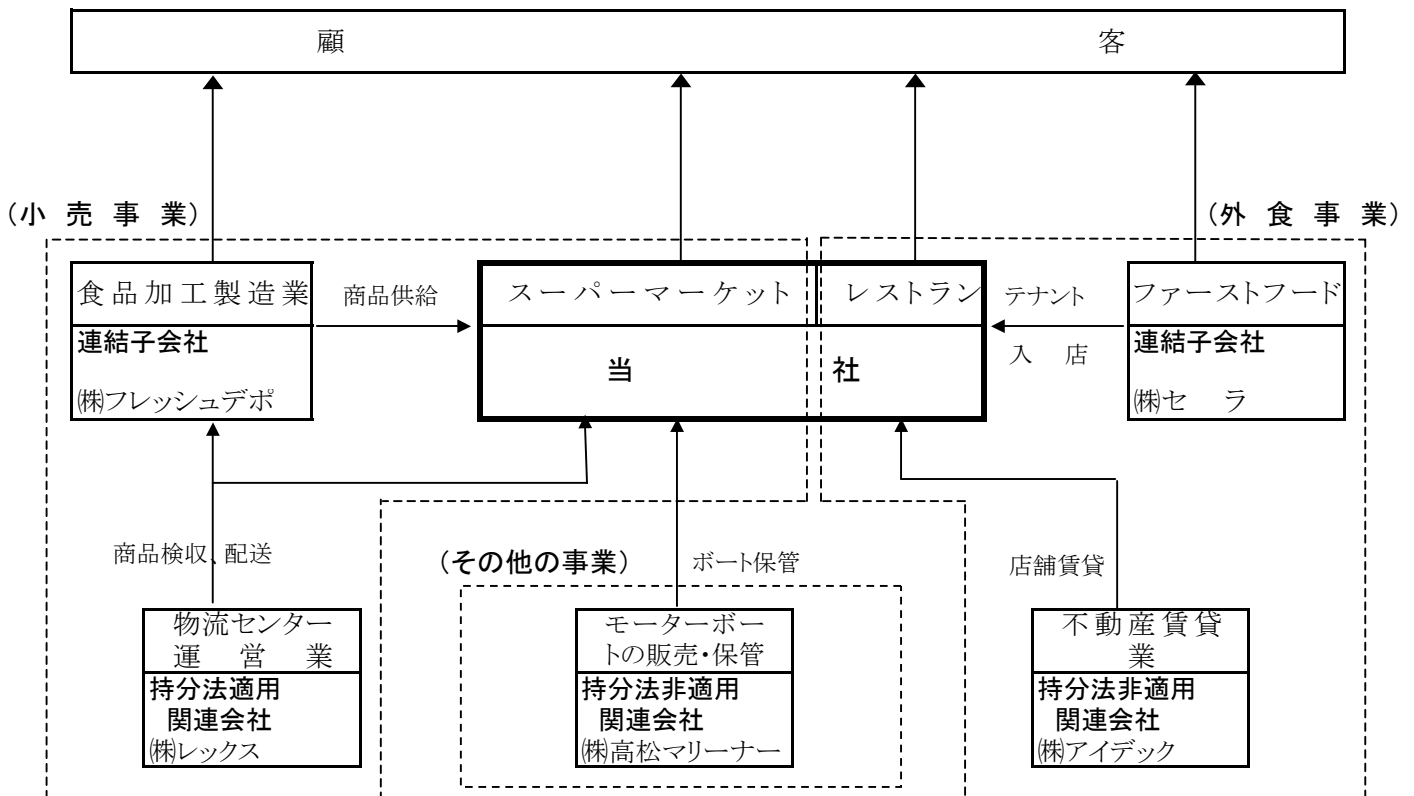 顧 客
(小 売 事 業)
(外 食 事 業)
食品加工製造業
商品供給
スーパーマーケット
レストラン
テナント
ファーストフード
連結子会社
㈱フレッシュデポ
当 社
入 店
連結子会社
㈱セ ラ
商品検収、配送
(その他の事業)
ボート保管
店舗賃貸
物流センター
運 営 業
持分法適用
関連会社
㈱レックス
モーターボー
トの販売・保管
持分法非適用
関連会社
㈱高松マリーナー
不動産賃貸
業
持分法非適用
関連会社
㈱アイデック